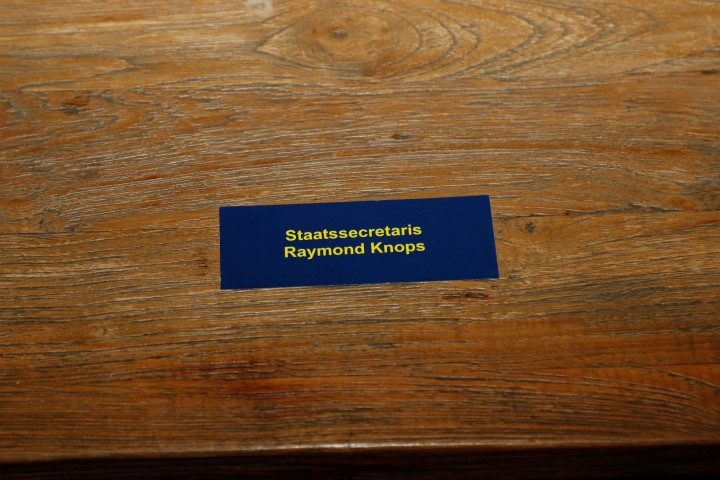 Staatssecretaris
Raymond Knops